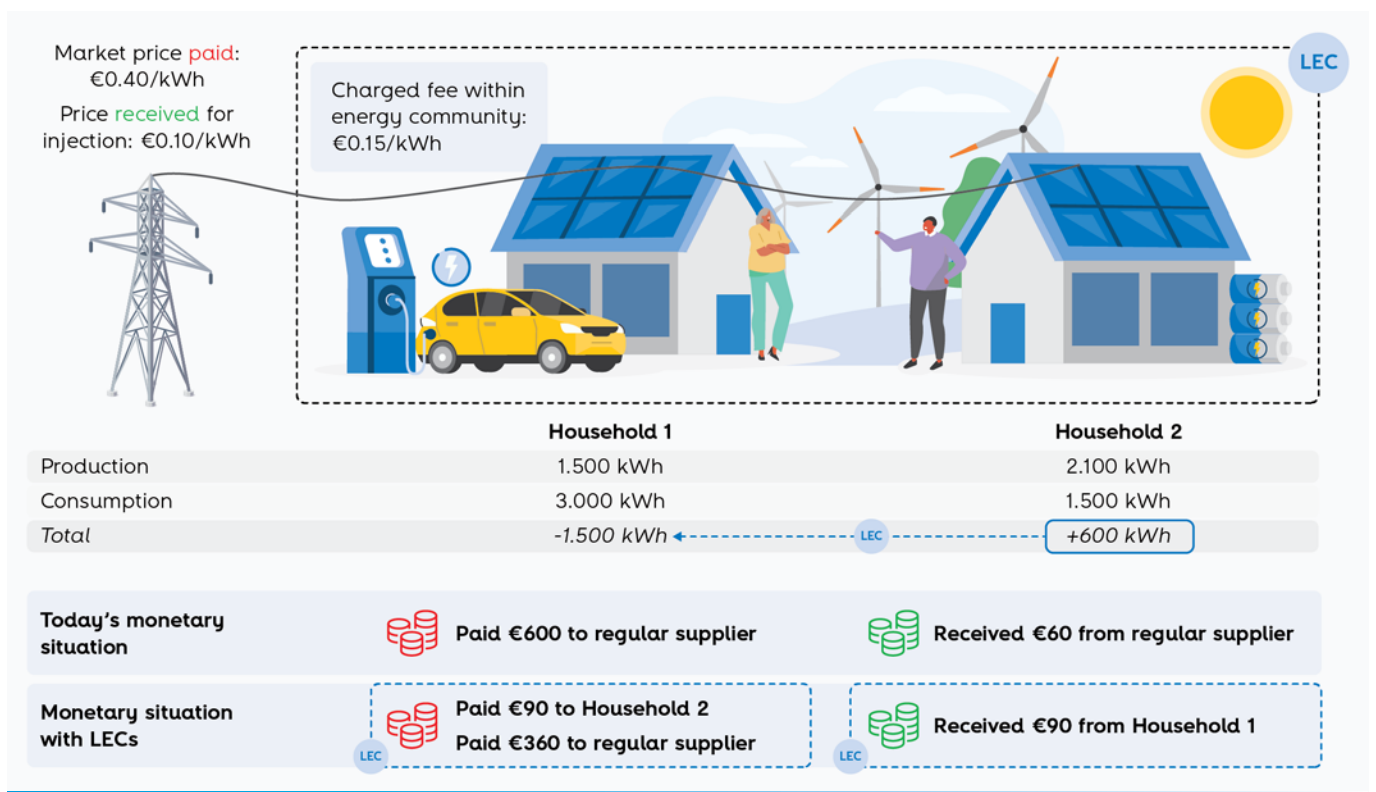 Market price paid:
€0.40/kWh
Price received for
injection: €0.10/kWh
Charged fee within
energy community:
€0.15/kWh
LEC
Household 1 Household 2
Production 1.500 kWh 2.100 kWh
Consumption 3.000 kWh 1.500 kWh
Total -1.500 kWh LEC +600 kWh
Today's monetary
situation
Paid €600 to regular supplier
Received €60 from regular supplier
Monetary situation
with LECs
Paid €90 to Household 2
Paid €360 to regular supplier
LEC
Received €90 from Household 1
LEC